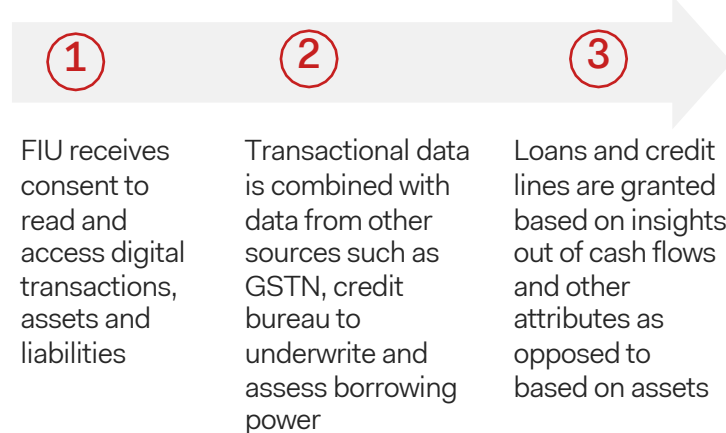 1
2
3
FIU receives
consent to
read and
access digital
transactions,
assets and
liabilities
Transactional data
is combined with
data from other
sources such as
GSTN, credit
bureau to
underwrite and
assess borrowing
power
Loans and credit
lines are granted
based on insights
out of cash flows
and other
attributes as
opposed to
based on assets